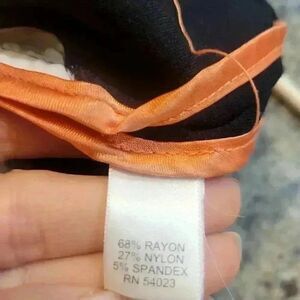 68% RAYON
27% NYLON
5% SPANDEX
RN 54023